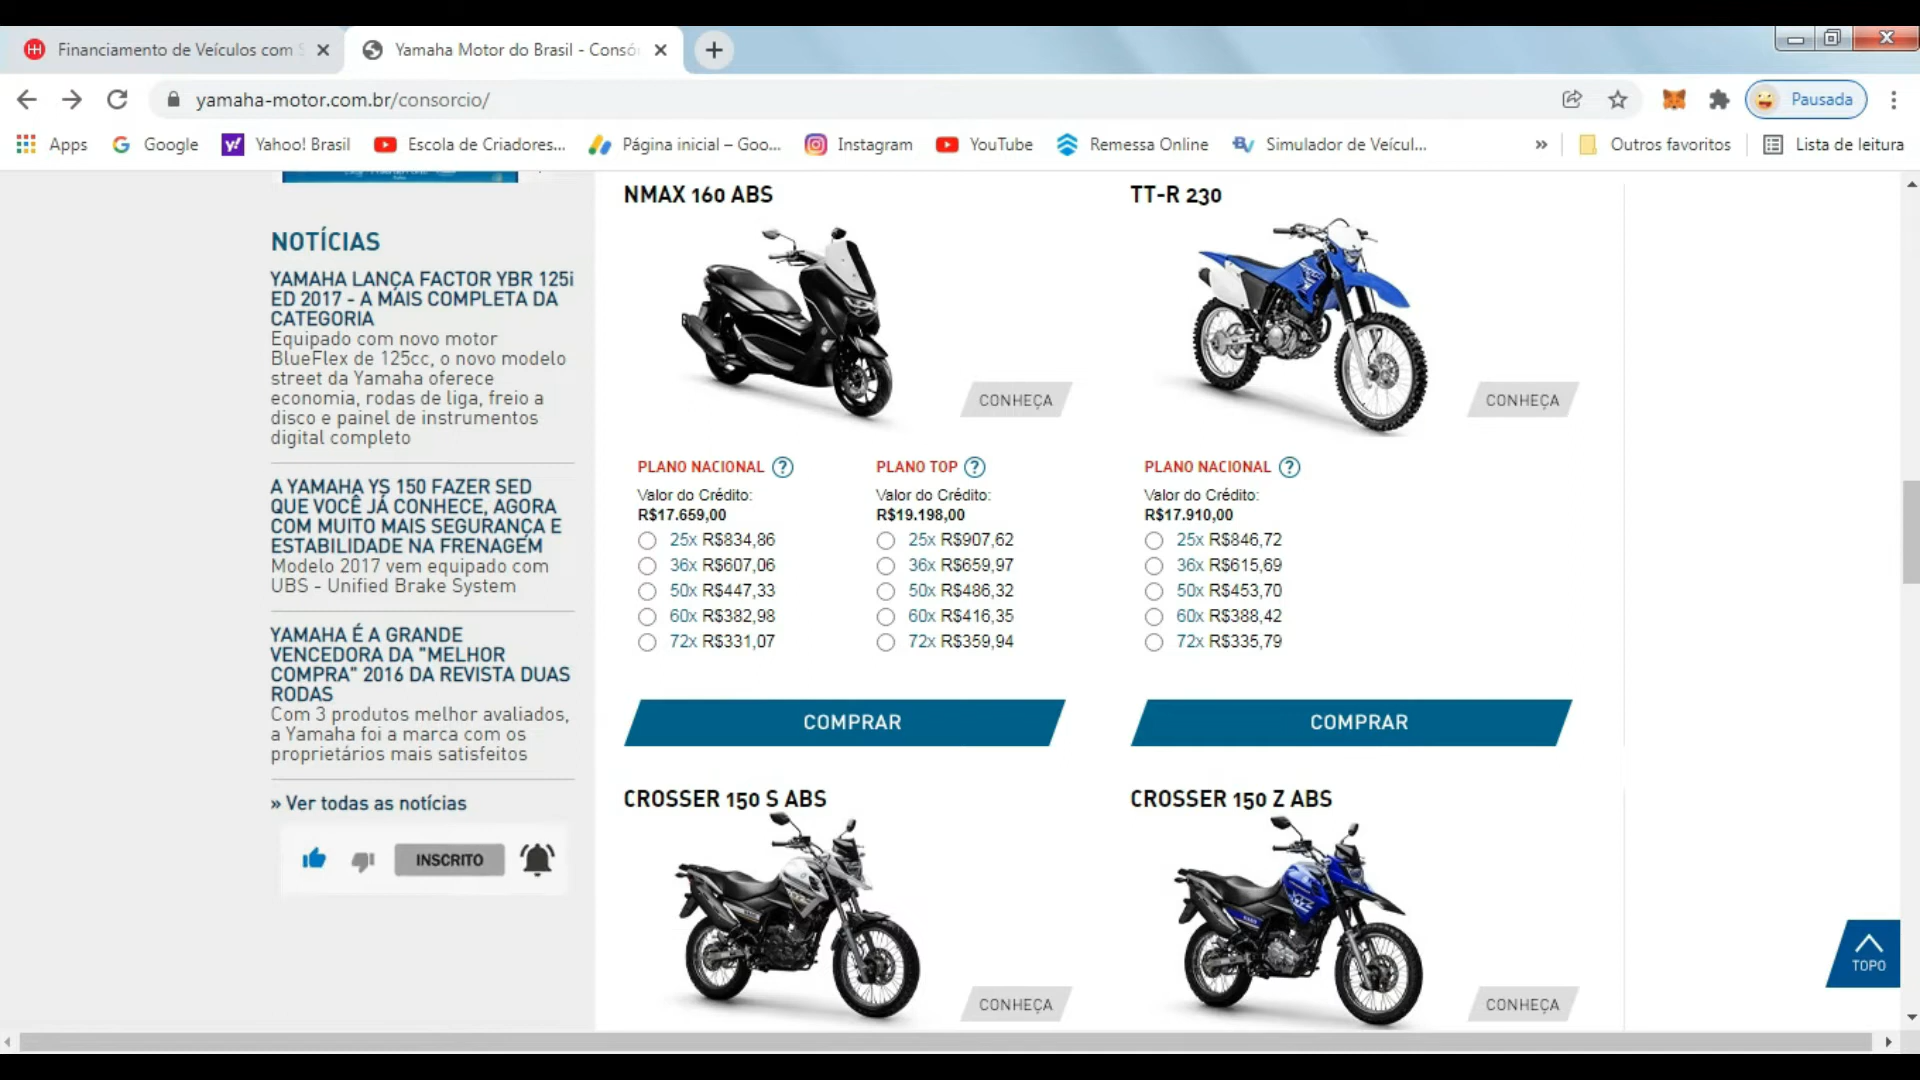 Financiamento de Veículos com S
Yamaha Motor do Brasil - Consó
yamaha-motor.com.br/consorcio/
Pausada
Apps
Google
Yahoo! Brasil
Escola de Criadores...
Página inicial – Goo...
Instagram
YouTube
Remessa Online
Simulador de Veícul...
»
Outros favoritos
Lista de leitura
NOTÍCIAS
YAMAHA LANÇA FACTOR YBR 125i
ED 2017 - A MAIS COMPLETA DA
CATEGORIA
Equipado com novo motor
BlueFlex de 125cc, o novo modelo
street da Yamaha oferece
economia, rodas de liga, freio a
disco e painel de instrumentos
digital completo
A YAMAHA YS 150 FAZER SED
QUE VOCÊ JÁ CONHECE, AGORA
COM MUITO MAIS SEGURANÇA E
ESTABILIDADE NA FRENAGEM
Modelo 2017 vem equipado com
UBS - Unified Brake System
YAMAHA É A GRANDE
VENCEDORA DA "MELHOR
COMPRA" 2016 DA REVISTA DUAS
RODAS
Com 3 produtos melhor avaliados,
a Yamaha foi a marca com os
proprietários mais satisfeitos
» Ver todas as notícias
INSCRITO
NMAX 160 ABS
CONHEÇA
PLANO NACIONAL ?
Valor do Crédito:
R$17.659,00
25x R$834,86
36x R$607,06
50x R$447,33
60x R$382,98
72x R$331,07
PLANO TOP ?
Valor do Crédito:
R$19.198,00
25x R$907,62
36x R$659,97
50x R$486,32
60x R$416,35
72x R$359,94
COMPRAR
TT-R 230
CONHEÇA
PLANO NACIONAL ?
Valor do Crédito:
R$17.910,00
25x R$846,72
36x R$615,69
50x R$453,70
60x R$388,42
72x R$335,79
COMPRAR
CROSSER 150 S ABS
CONHEÇA
CROSSER 150 Z ABS
CONHEÇA
TOPO